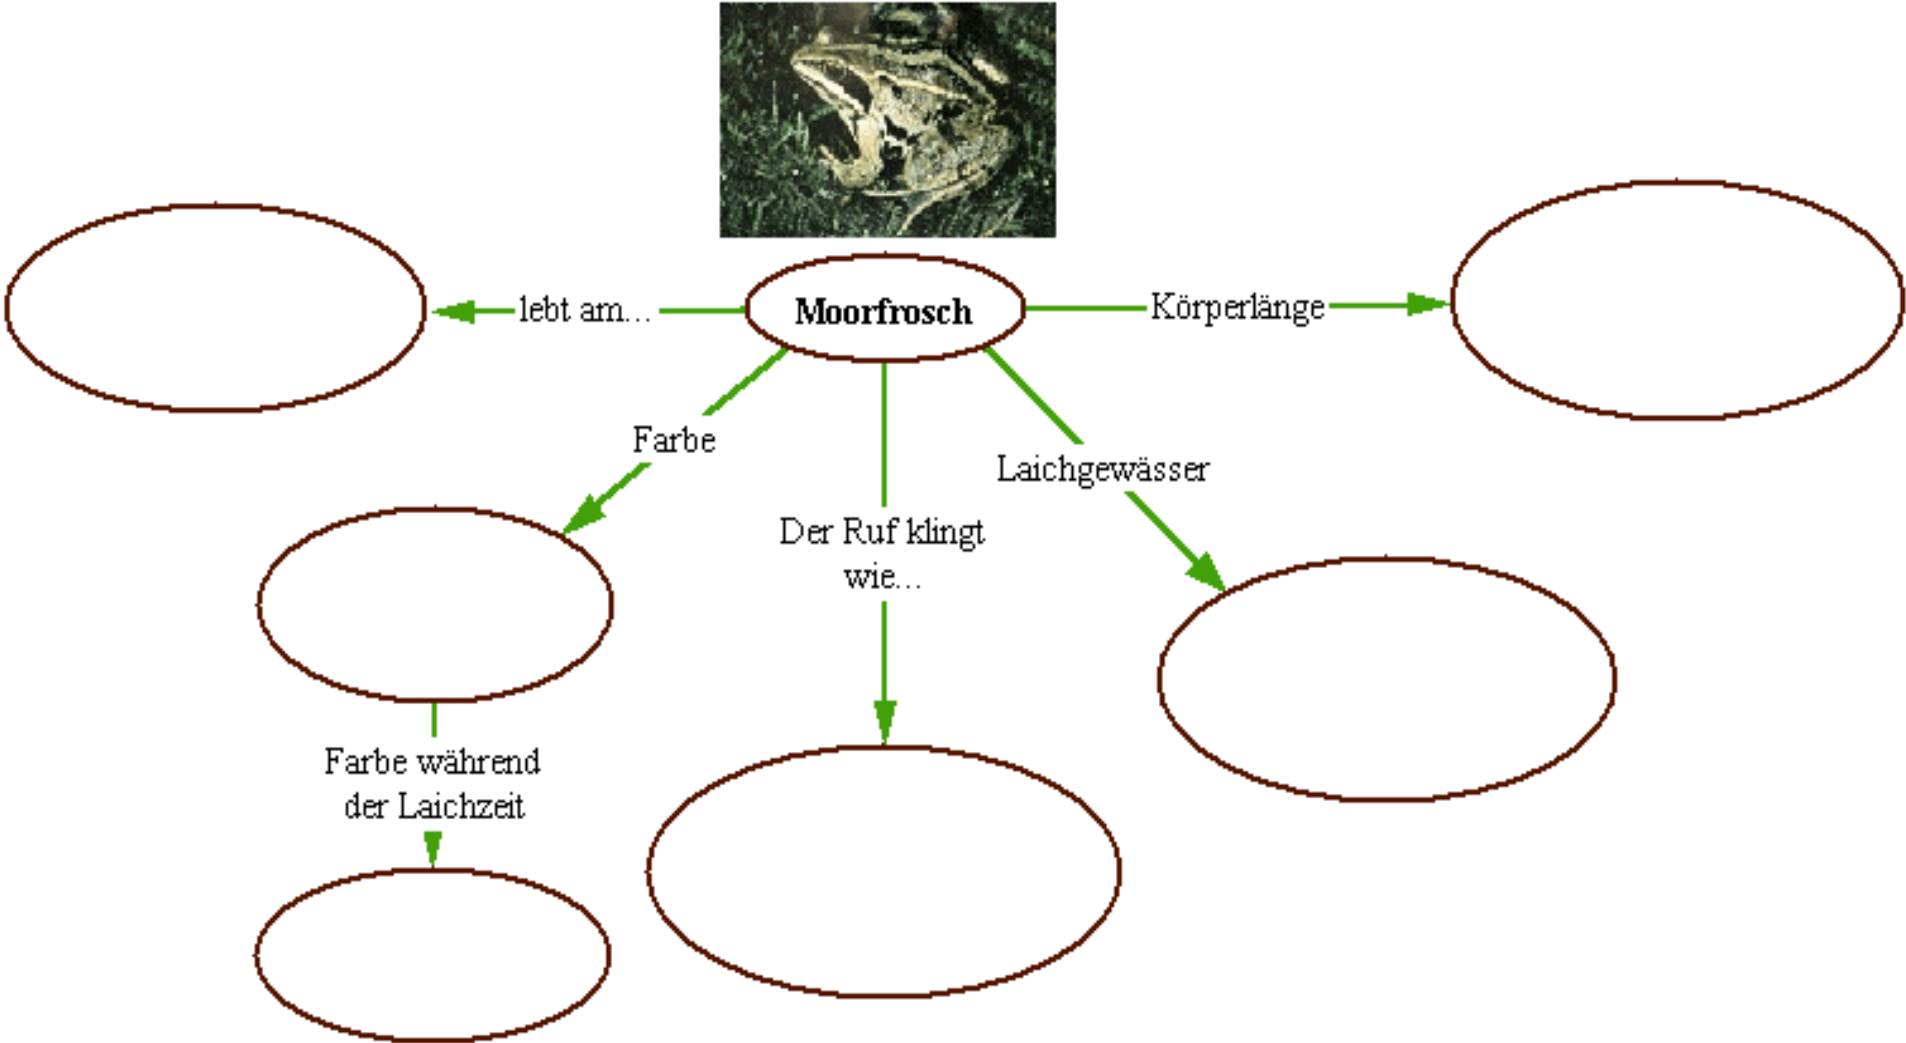 Moorfrosch
lebt am...
Körperlänge
Farbe
Laichgewässer
Der Ruf klingt
wie...
Farbe während
der Laichzeit